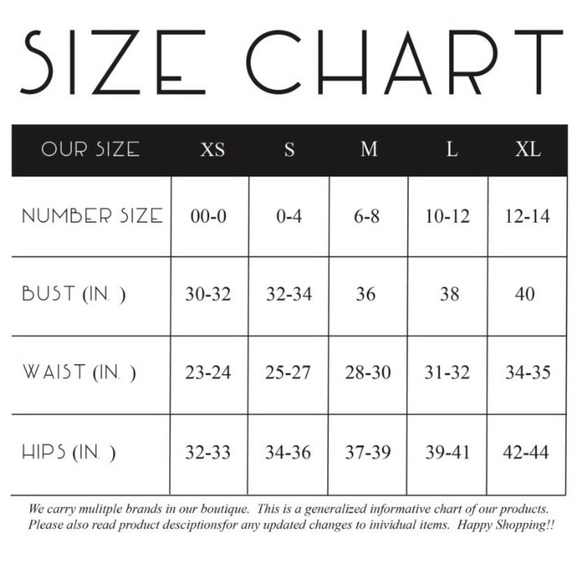 SIZE CHART
OUR SIZE XS S M L XL
NUMBER SIZE 00-0 0-4 6-8 10-12 12-14
BUST (IN. ) 30-32 32-34 36 38 40
WAIST (IN. ) 23-24 25-27 28-30 31-32 34-35
HIPS (IN. ) 32-33 34-36 37-39 39-41 42-44
We carry mulitple brands in our boutique. This is a generalized informative chart of our products.
Please also read product desciptionsfor any updated changes to inividual items. Happy Shopping!!